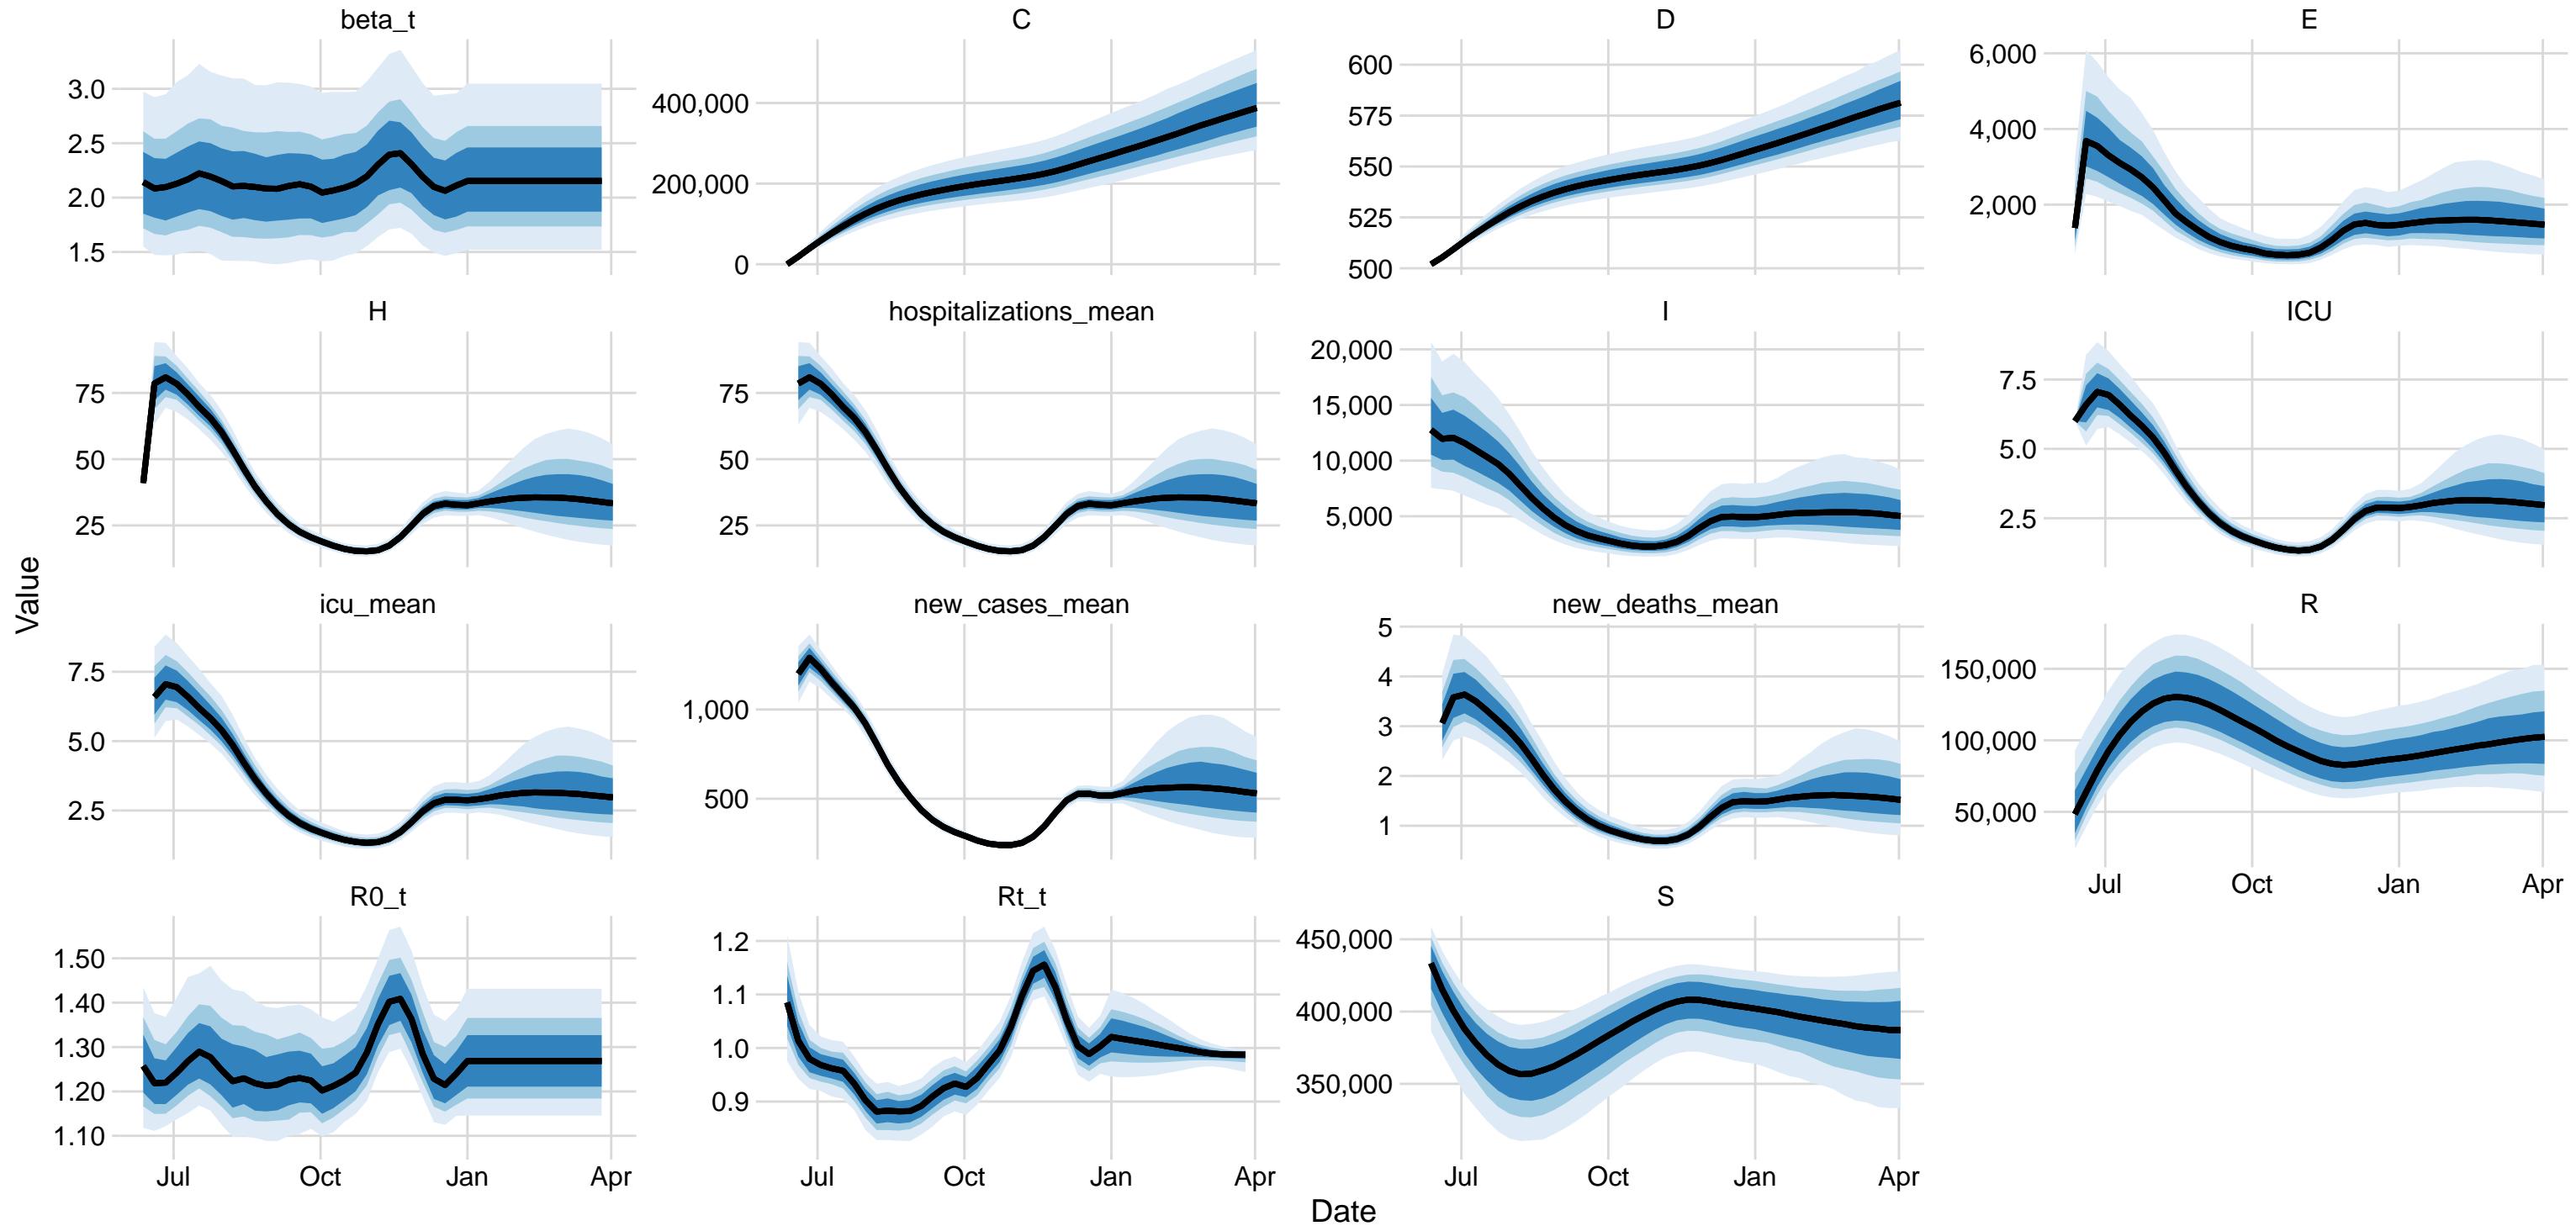 beta_t
C
D
E
3.0
2.5
2.0
1.5
400,000
200,000
0
600
575
550
525
500
6,000
4,000
2,000
H
hospitalizations_mean
I
ICU
75
50
25
75
50
25
20,000
15,000
10,000
5,000
7.5
5.0
2.5
icu_mean
new_cases_mean
new_deaths_mean
R
7.5
5.0
2.5
1,000
500
5
4
3
2
1
150,000
100,000
50,000
Jul Oct Jan Apr
R0_t
Rt_t
S
1.50
1.40
1.30
1.20
1.10
1.2
1.1
1.0
0.9
450,000
400,000
350,000
Jul Oct Jan Apr
Jul Oct Jan Apr
Jul Oct Jan Apr
Value
Date